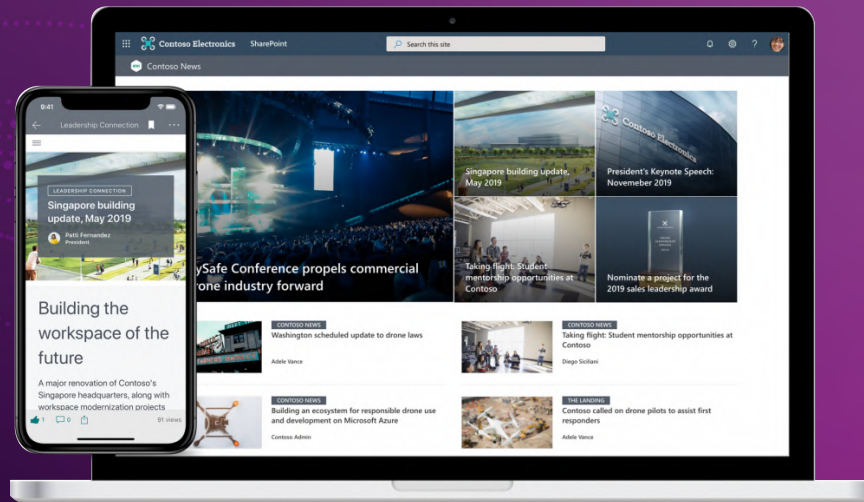 Contoso Electronics SharePoint Search this site ?
Contoso News
Singapore building update,
May 2019
Contoso Electronics
President's Keynote Speech:
Novemeber 2019
ySafe Conference propels commercial
rone industry forward
Taking flight: Student
mentorship opportunities at
Contoso
Nominate a project for the
2019 sales leadership award
CONTOSO NEWS
Washington scheduled update to drone laws
Adele Vance
CONTOSO NEWS
Taking flight: Student mentorship opportunities at
Contoso
Diego Siciliani
CONTOSO NEWS
Building an ecosystem for responsible drone use
and development on Microsoft Azure
Contoso Admin
THE LANDING
Contoso called on drone pilots to assist first
responders
Adele Vance
9:41
Leadership Connection
LEADERSHIP CONNECTION
Singapore building
update, May 2019
Patti Fernandez
President
Building the
workspace of the
future
A major renovation of Contoso's
Singapore headquarters, along with
workspace modernization projects
1 0 91 views